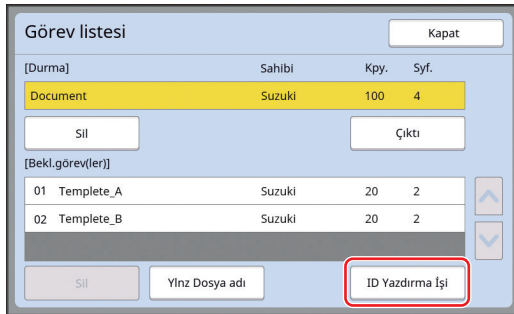 Görev listesi Kapat
[Durma] Sahibi Kpy. Syf.
Document Suzuki 100 4
Sil Çıktı
[Bekl.görev(ler)]
01 Templete_A Suzuki 20 2
02 Templete_B Suzuki 20 2
Sil Ylnz Dosya adı ID Yazdırma İşi